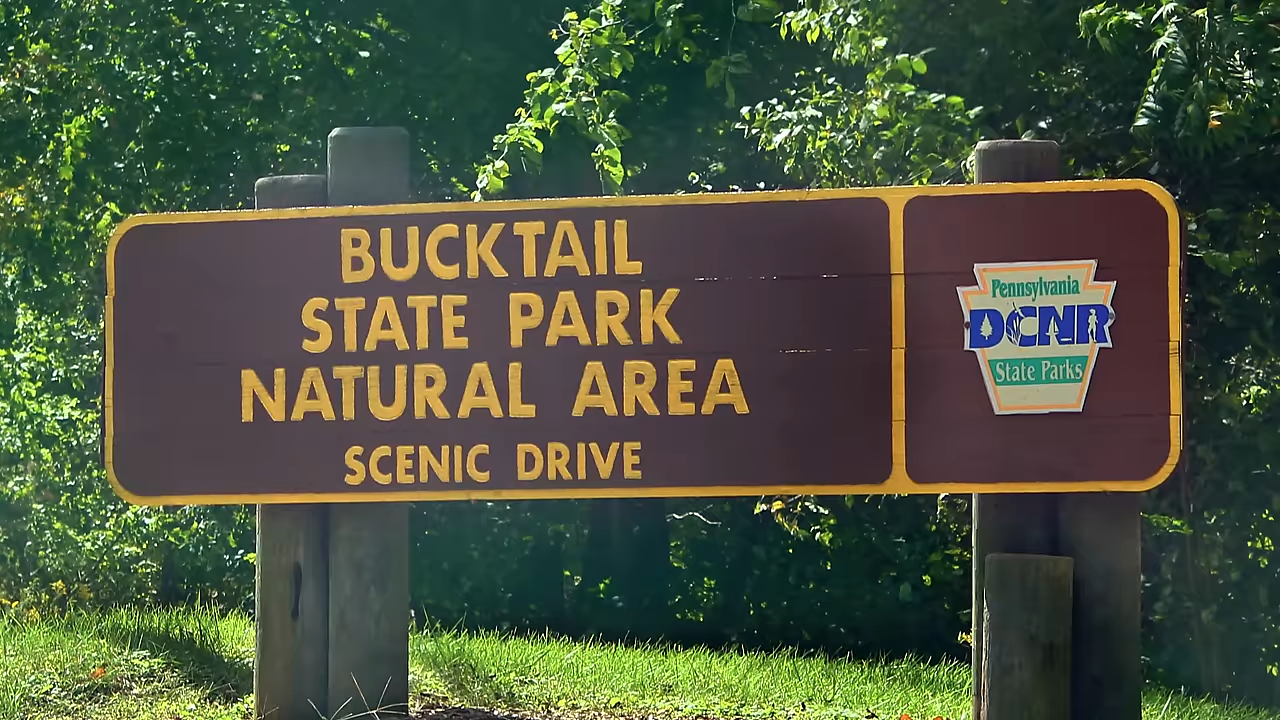 BUCKTAIL
STATE PARK
NATURAL AREA
SCENIC DRIVE
Pennsylvania
DCNR
State Parks